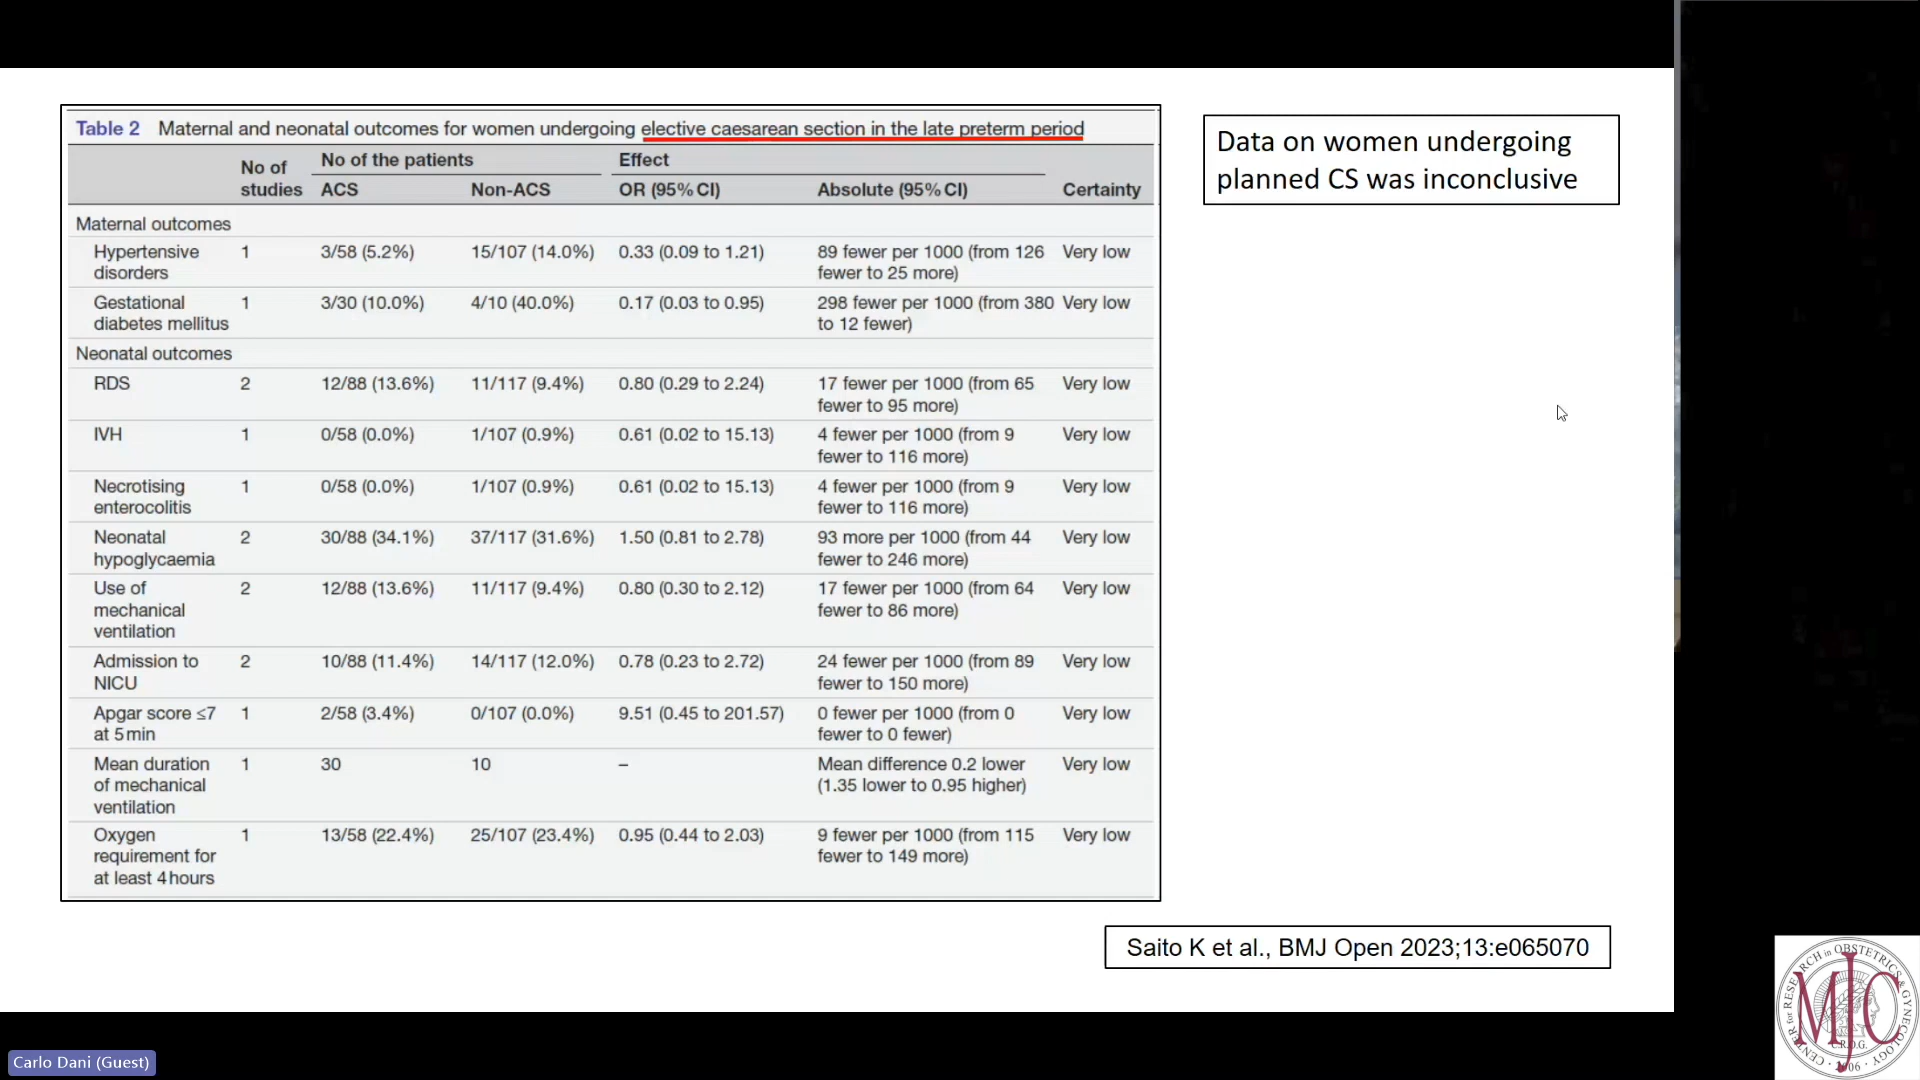 Table 2 Maternal and neonatal outcomes for women undergoing elective caesarean section in the late preterm period
No of studies No of the patients Effect
ACS Non-ACS OR (95% CI) Absolute (95% CI) Certainty
Maternal outcomes
Hypertensive disorders 1 3/58 (5.2%) 15/107 (14.0%) 0.33 (0.09 to 1.21) 89 fewer per 1000 (from 126 fewer to 25 more) Very low
Gestational diabetes mellitus 1 3/30 (10.0%) 4/10 (40.0%) 0.17 (0.03 to 0.95) 298 fewer per 1000 (from 380 to 12 fewer) Very low
Neonatal outcomes
RDS 2 12/88 (13.6%) 11/117 (9.4%) 0.80 (0.29 to 2.24) 17 fewer per 1000 (from 65 fewer to 95 more) Very low
IVH 1 0/58 (0.0%) 1/107 (0.9%) 0.61 (0.02 to 15.13) 4 fewer per 1000 (from 9 fewer to 116 more) Very low
Necrotising enterocolitis 1 0/58 (0.0%) 1/107 (0.9%) 0.61 (0.02 to 15.13) 4 fewer per 1000 (from 9 fewer to 116 more) Very low
Neonatal hypoglycaemia 2 30/88 (34.1%) 37/117 (31.6%) 1.50 (0.81 to 2.78) 93 more per 1000 (from 44 fewer to 246 more) Very low
Use of mechanical ventilation 2 12/88 (13.6%) 11/117 (9.4%) 0.80 (0.30 to 2.12) 17 fewer per 1000 (from 64 fewer to 86 more) Very low
Admission to NICU 2 10/88 (11.4%) 14/117 (12.0%) 0.78 (0.23 to 2.72) 24 fewer per 1000 (from 89 fewer to 150 more) Very low
Apgar score ≤7 at 5 min 1 2/58 (3.4%) 0/107 (0.0%) 9.51 (0.45 to 201.57) 0 fewer per 1000 (from 0 fewer to 0 fewer) Very low
Mean duration of mechanical ventilation 1 30 10 – Mean difference 0.2 lower (1.35 lower to 0.95 higher) Very low
Oxygen requirement for at least 4 hours 1 13/58 (22.4%) 25/107 (23.4%) 0.95 (0.44 to 2.03) 9 fewer per 1000 (from 115 fewer to 149 more) Very low
Data on women undergoing
planned CS was inconclusive
Saito K et al., BMJ Open 2023;13:e065070
CENTER for RESEARCH in OBSTETRICS & GYNECOLOGY
MJC
C.R.O.G.
2006
Carlo Dani (Guest)